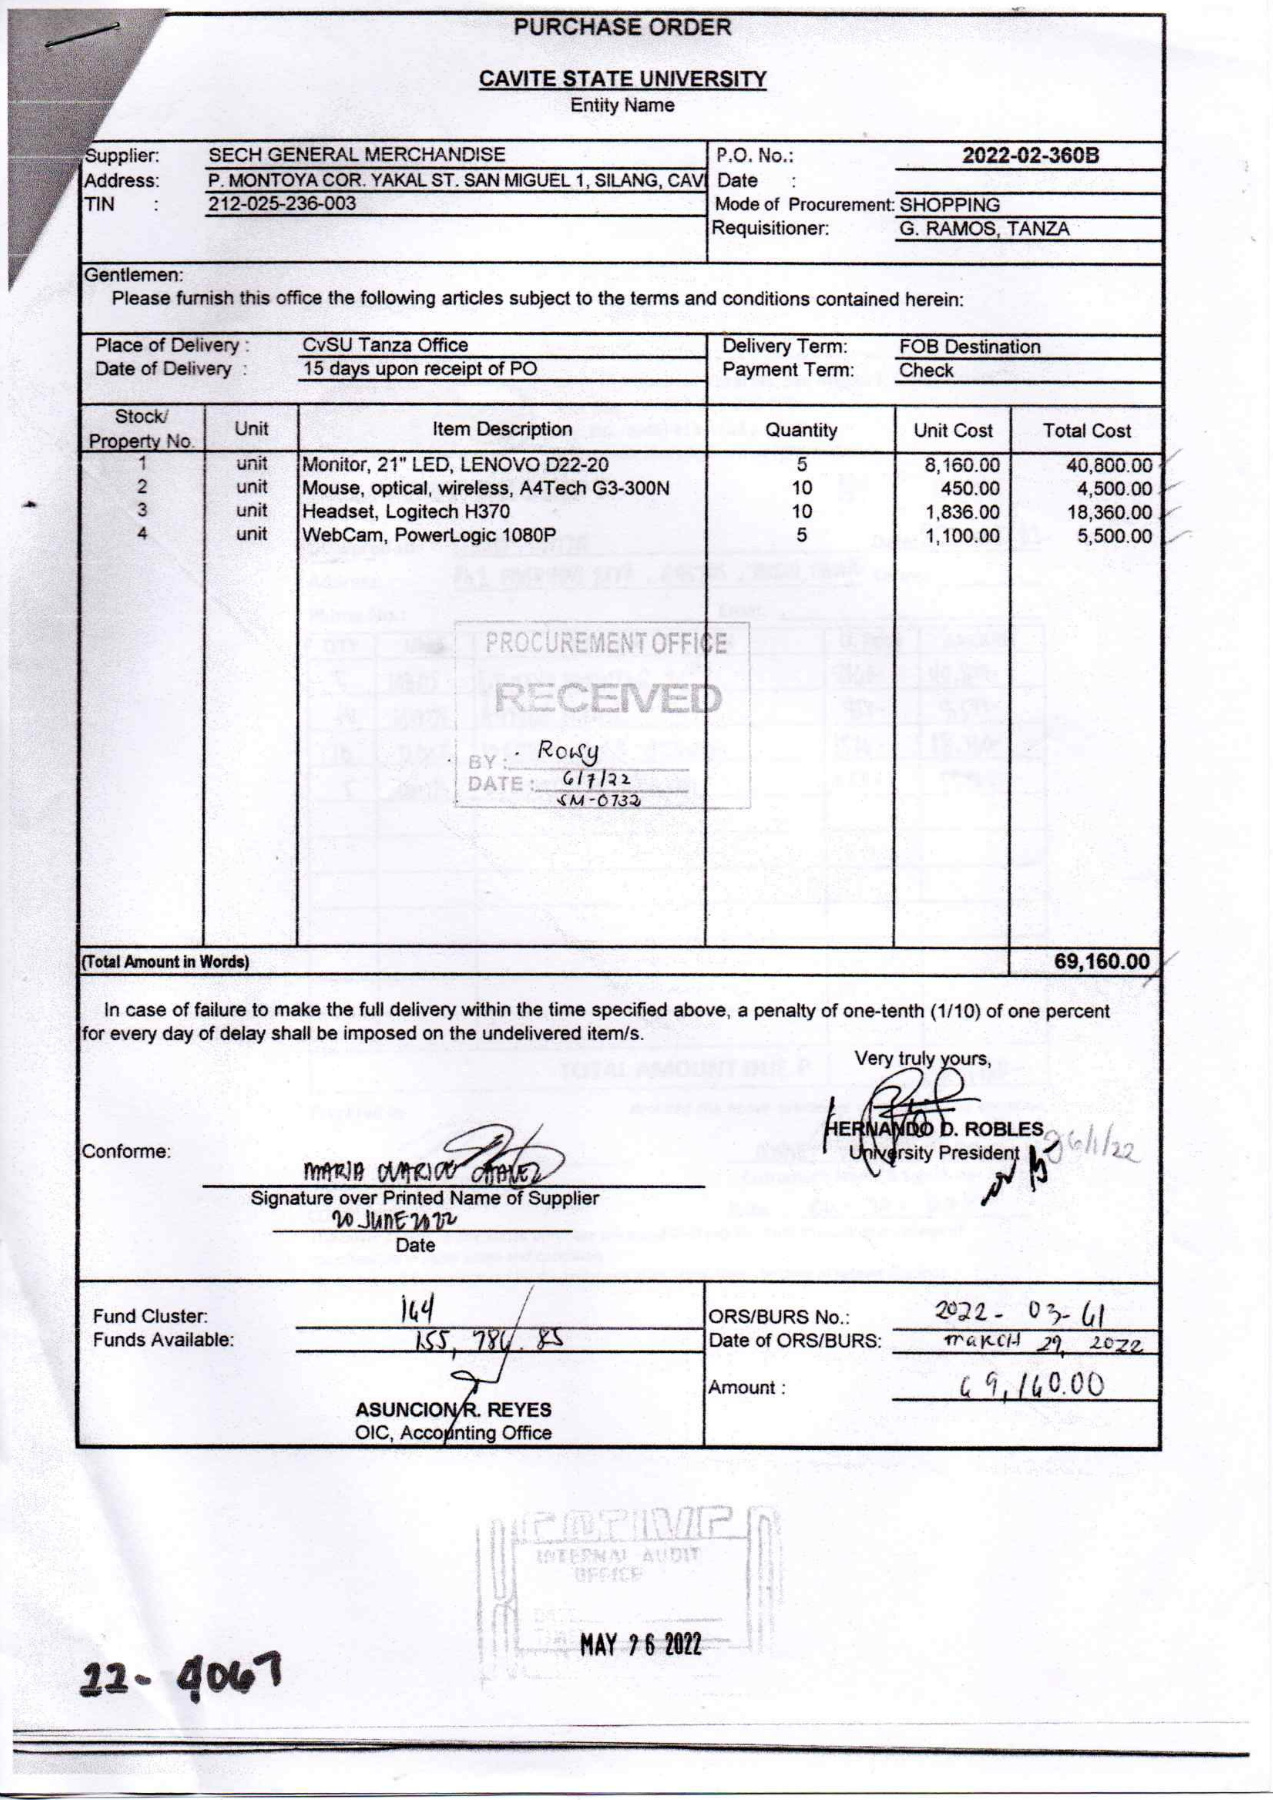 PURCHASE ORDER
CAVITE STATE UNIVERSITY
Entity Name
Supplier: SECH GENERAL MERCHANDISE P.O. No.: 2022-02-360B
Address: P. MONTOYA COR. YAKAL ST. SAN MIGUEL 1, SILANG, CAVI Date :
TIN : 212-025-236-003 Mode of Procurement: SHOPPING
Requisitioner: G. RAMOS, TANZA
Gentlemen:
Please furnish this office the following articles subject to the terms and conditions contained herein:
Place of Delivery : CvSU Tanza Office Delivery Term: FOB Destination
Date of Delivery : 15 days upon receipt of PO Payment Term: Check
Stock/ Property No. Unit Item Description Quantity Unit Cost Total Cost
1 unit Monitor, 21" LED, LENOVO D22-20 5 8,160.00 40,800.00
2 unit Mouse, optical, wireless, A4Tech G3-300N 10 450.00 4,500.00
3 unit Headset, Logitech H370 10 1,836.00 18,360.00
4 unit WebCam, PowerLogic 1080P 5 1,100.00 5,500.00
PROCUREMENT OFFICE
RECEIVED
BY: Rowy
DATE: 6/7/22
SM-0732
(Total Amount in Words) 69,160.00
In case of failure to make the full delivery within the time specified above, a penalty of one-tenth (1/10) of one percent
for every day of delay shall be imposed on the undelivered item/s.
Very truly yours,
HERNANDO D. ROBLES
University President 6/1/22
Conforme: MARIA
Signature over Printed Name of Supplier
20 JUNE 2022
Date
Fund Cluster: 164 ORS/BURS No.: 2022-03-61
Funds Available: 155,786.85 Date of ORS/BURS: MARCH 29, 2022
Amount : 69,160.00
ASUNCION R. REYES
OIC, Accounting Office
INTERNAL AUDIT
OFFICE
DATE
MAY 26 2022
22-4067